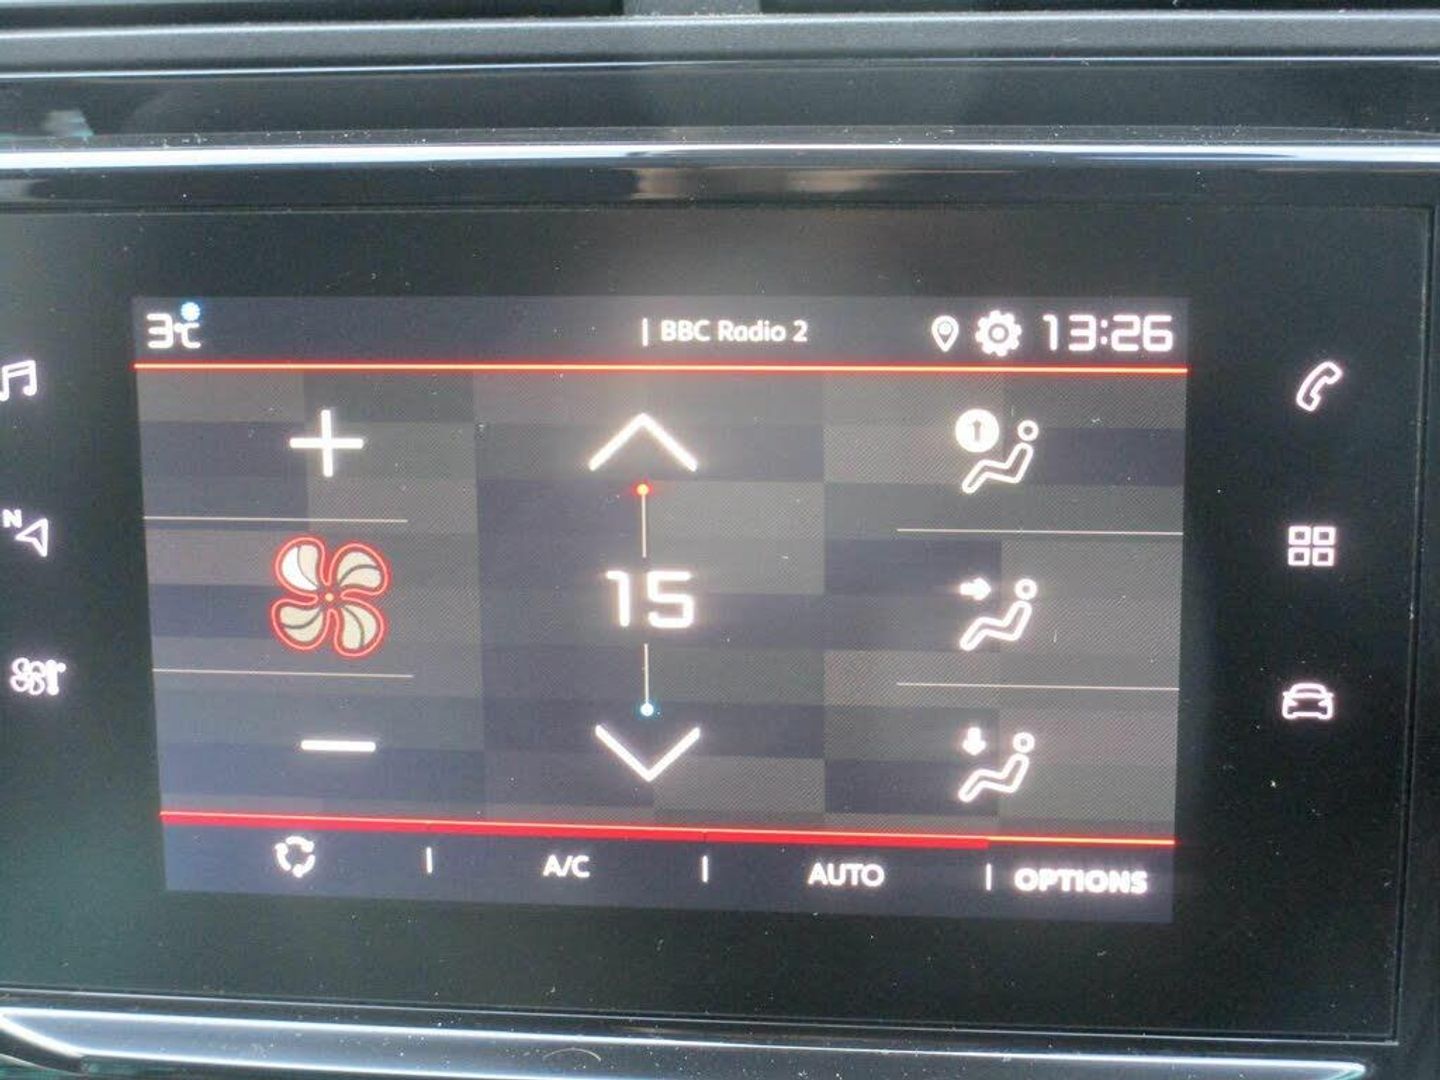 3°C
| BBC Radio 2
13:26
N
15
| A/C | AUTO | OPTIONS